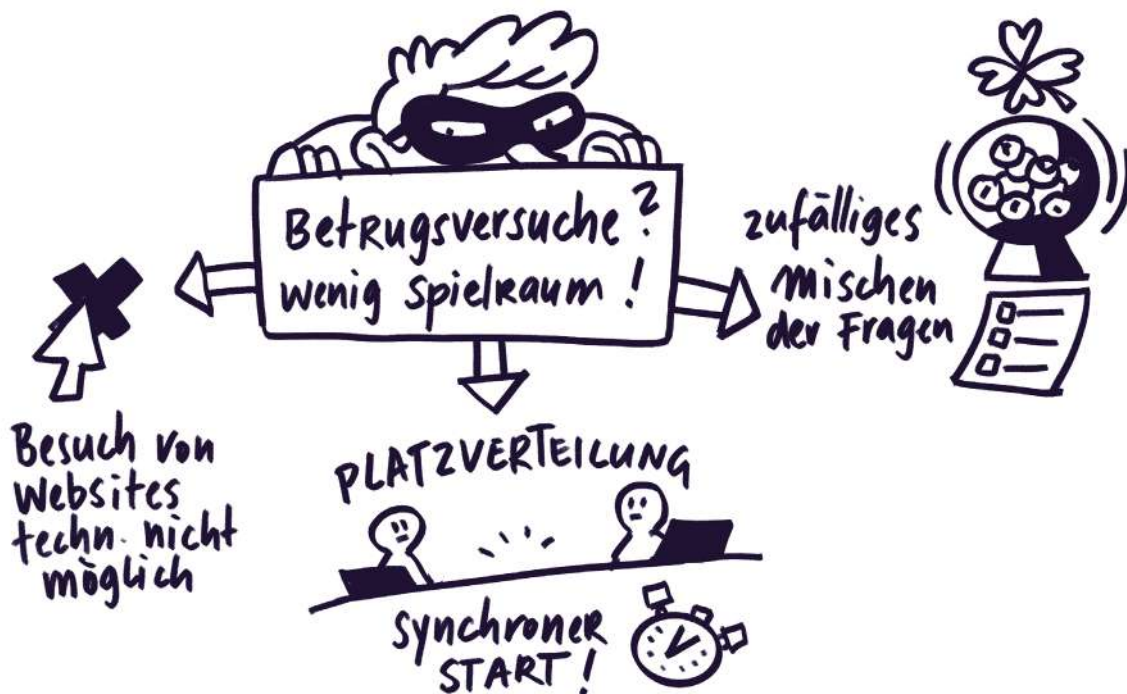 Betrugsversuche?
wenig Spielraum!
zufälliges
Mischen
der Fragen
Besuch von
Websites
techn. nicht
möglich
PLATZVERTEILUNG
synchroner
START!